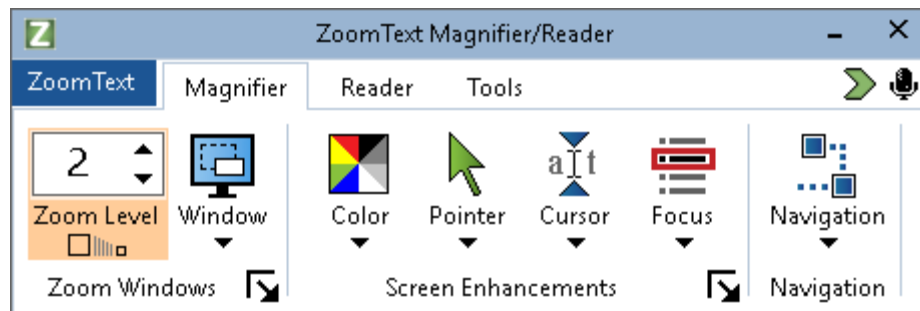 Z ZoomText Magnifier/Reader
ZoomText Magnifier Reader Tools
2
Zoom Level Window Color Pointer a t Cursor Focus Navigation
Zoom Windows Screen Enhancements Navigation